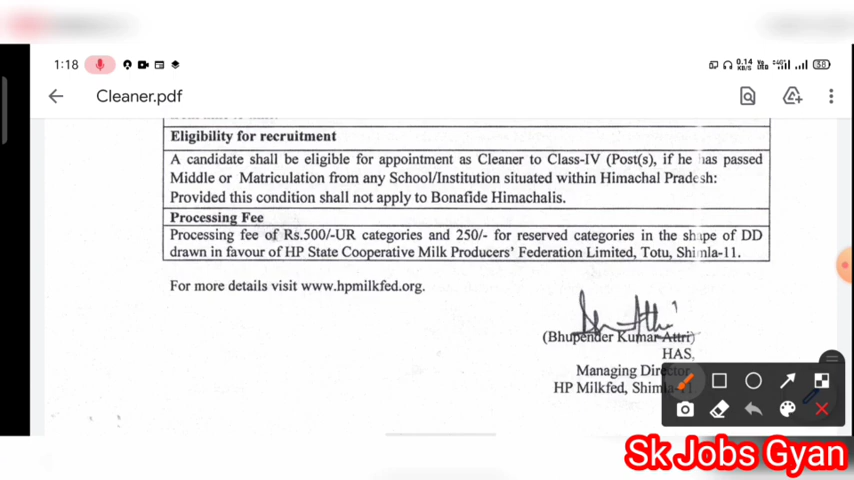 1:18
0.14
KB/S
58
Cleaner.pdf
Eligibility for recruitment
A candidate shall be eligible for appointment as Cleaner to Class-IV (Post(s), if he has passed
Middle or Matriculation from any School/Institution situated within Himachal Pradesh:
Provided this condition shall not apply to Bonafide Himachalis.
Processing Fee
Processing fee of Rs.500/-UR categories and 250/- for reserved categories in the shape of DD
drawn in favour of HP State Cooperative Milk Producers' Federation Limited, Totu, Shimla-11.
For more details visit www.hpmilkfed.org.
(Bhupender Kumar Attri)
HAS,
Managing Director
HP Milkfed, Shimla-11
Sk Jobs Gyan